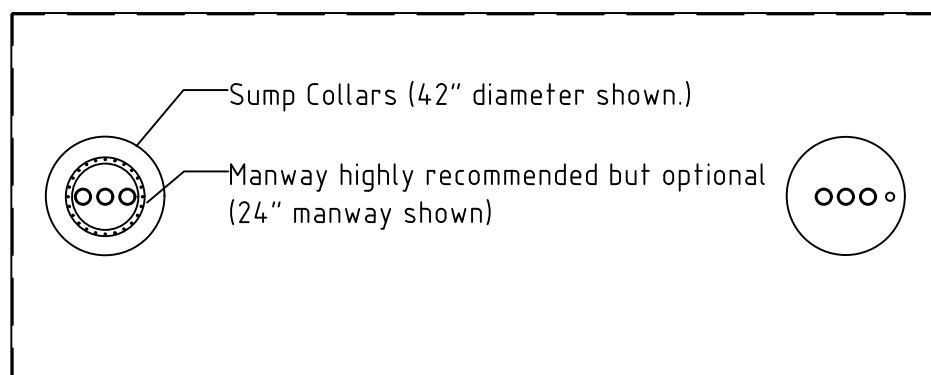 Sump Collars (42" diameter shown.)
Manway highly recommended but optional
(24" manway shown)